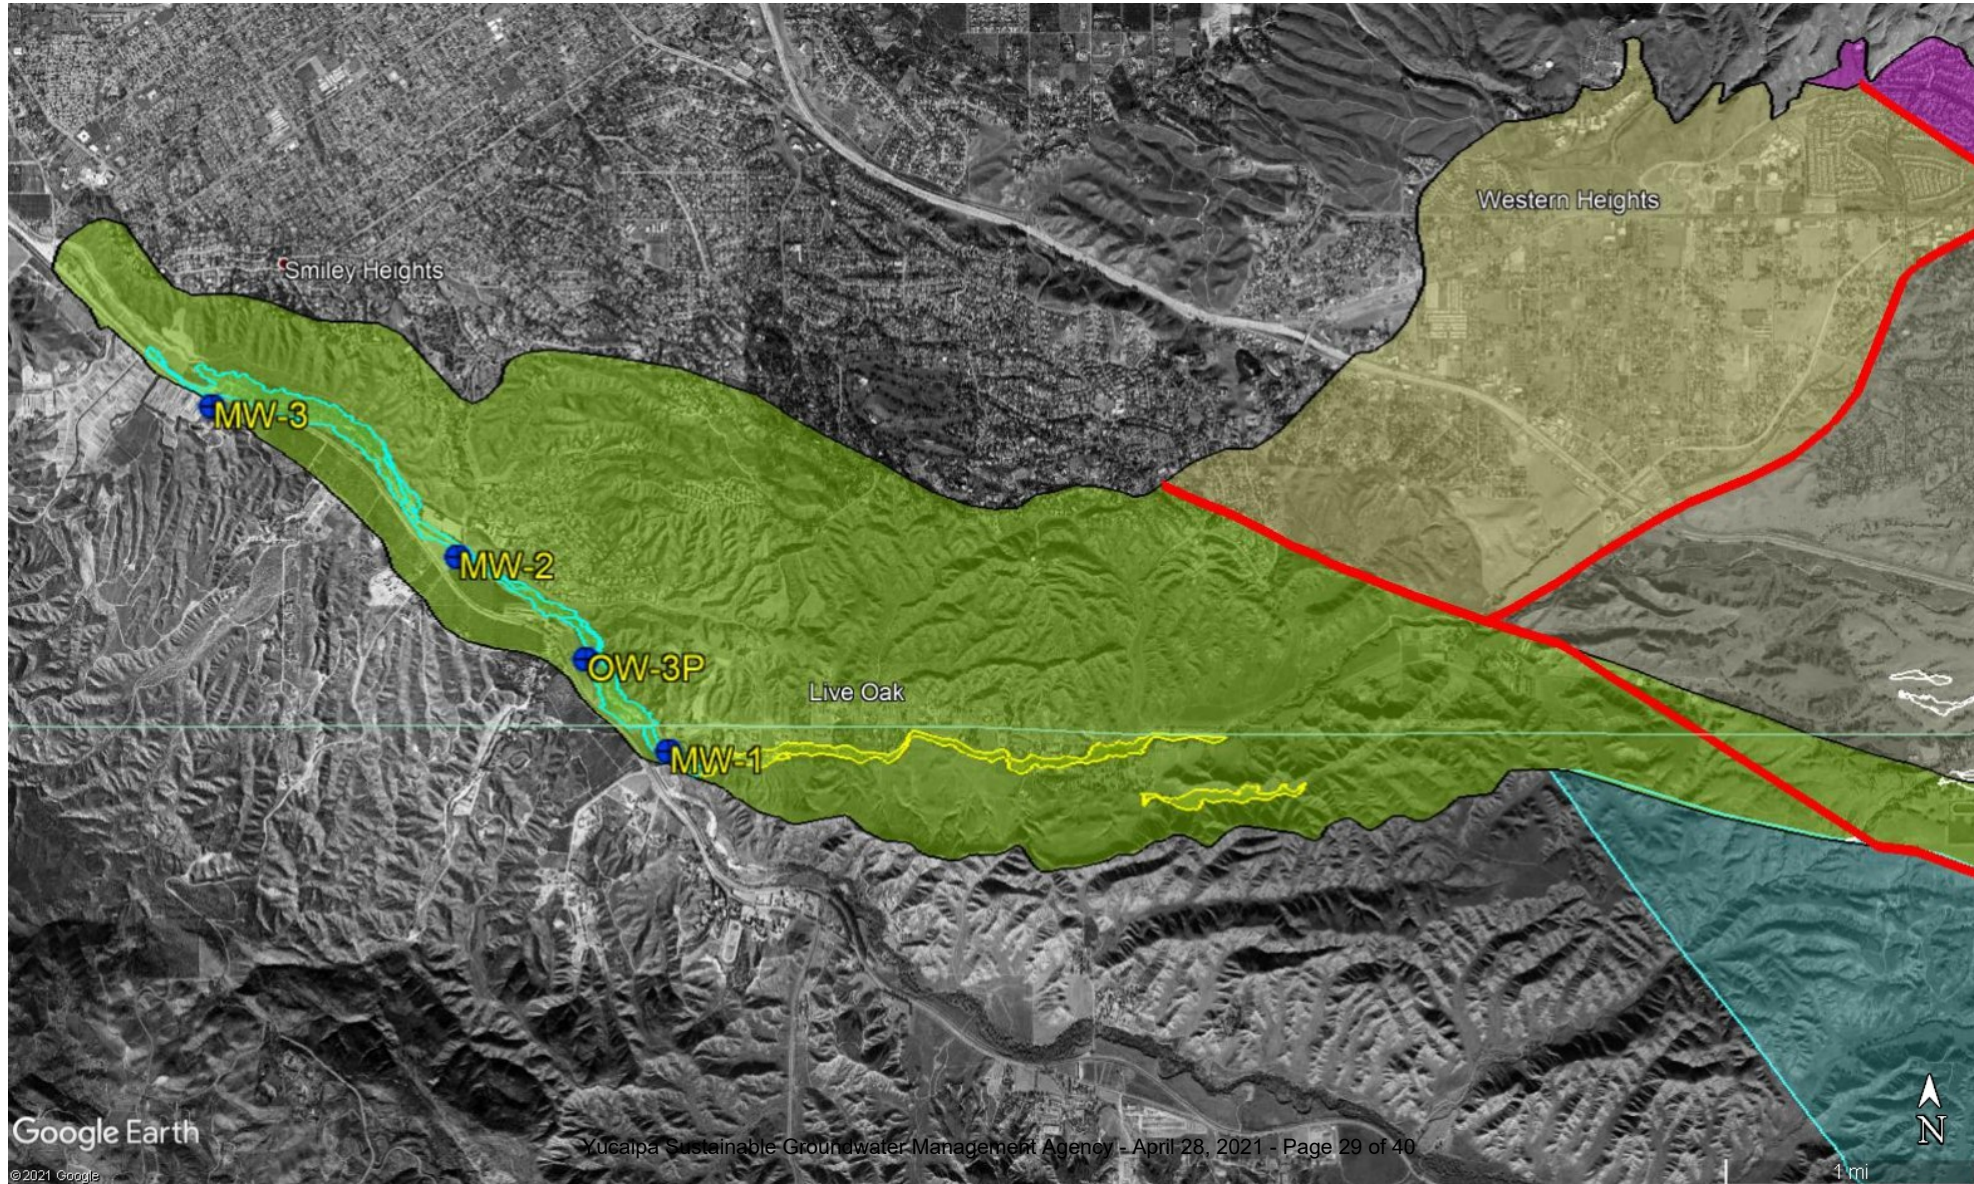 Western Heights
Smiley Heights
MW-3
MW-2
OW-3P
Live Oak
MW-1
N
Google Earth
Yucaipa Sustainable Groundwater Management Agency - April 28, 2021 - Page 29 of 40
1 mi
©2021 Google